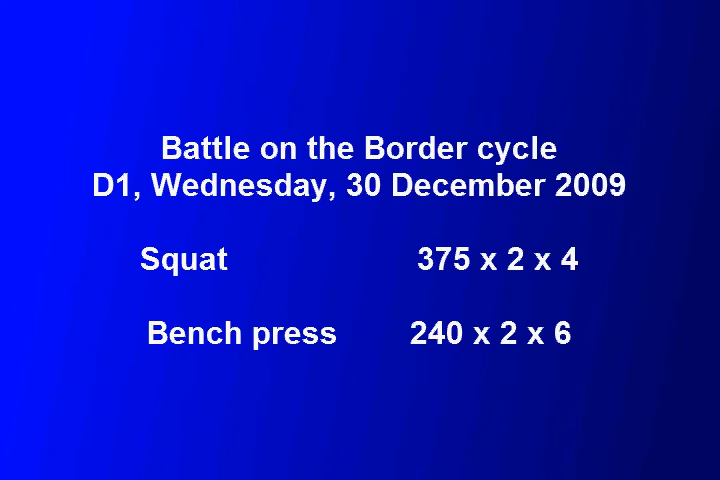 Battle on the Border cycle
D1, Wednesday, 30 December 2009
Squat 375 x 2 x 4
Bench press 240 x 2 x 6